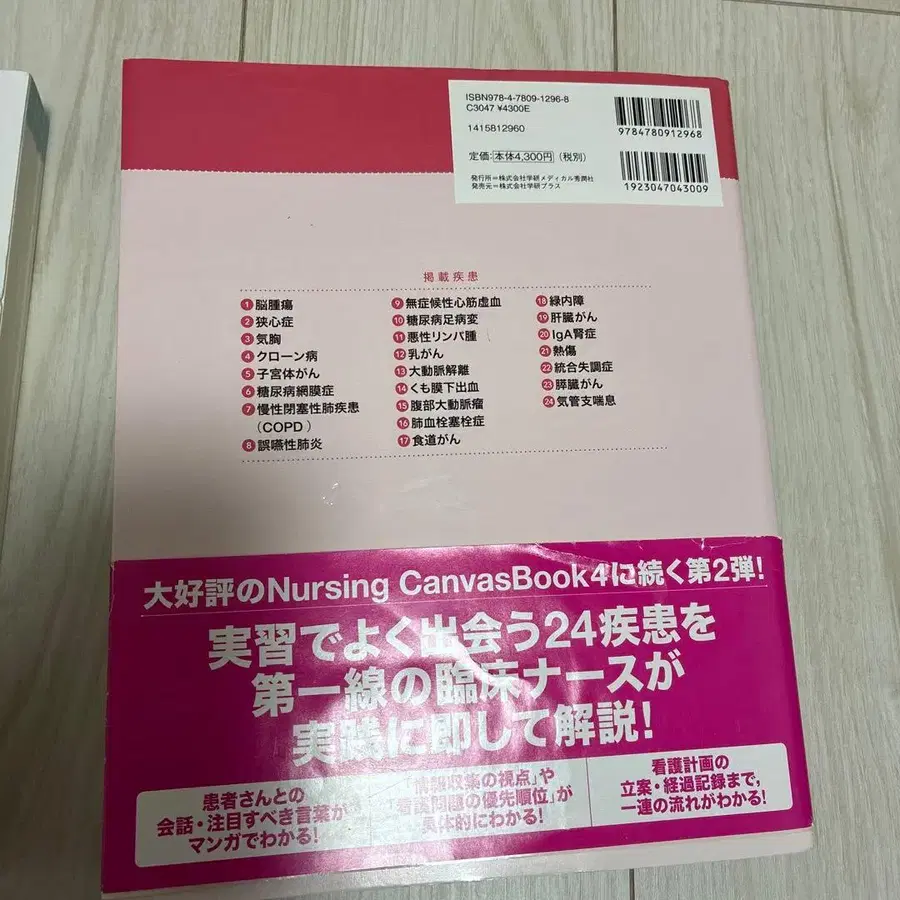 ISBN978-4-7809-1296-8
C3047 ¥4300E
1415812960
定価:本体4,300円(税別)
発行所=株式会社学研メディカル秀潤社
発売元=株式会社学研プラス
9784780912968
1923047043009
掲載疾患
1 脳腫瘍
2 狭心症
3 気胸
4 クローン病
5 子宮体がん
6 糖尿病網膜症
7 慢性閉塞性肺疾患
(COPD)
8 誤嚥性肺炎
9 無症候性心筋虚血
10 糖尿病足病変
11 悪性リンパ腫
12 乳がん
13 大動脈解離
14 くも膜下出血
15 腹部大動脈瘤
16 肺血栓塞栓症
17 食道がん
18 緑内障
19 肝臓がん
20 IgA腎症
21 熱傷
22 統合失調症
23 膵臓がん
24 気管支喘息
大好評のNursing CanvasBook4に続く第2弾!
実習でよく出会う24疾患を
第一線の臨床ナースが
実践に即して解説!
患者さんとの
会話・注目すべき言葉が
マンガでわかる!
「情報収集の視点」や
「看護問題の優先順位」が
具体的にわかる!
看護計画の
立案・経過記録まで、
一連の流れがわかる!